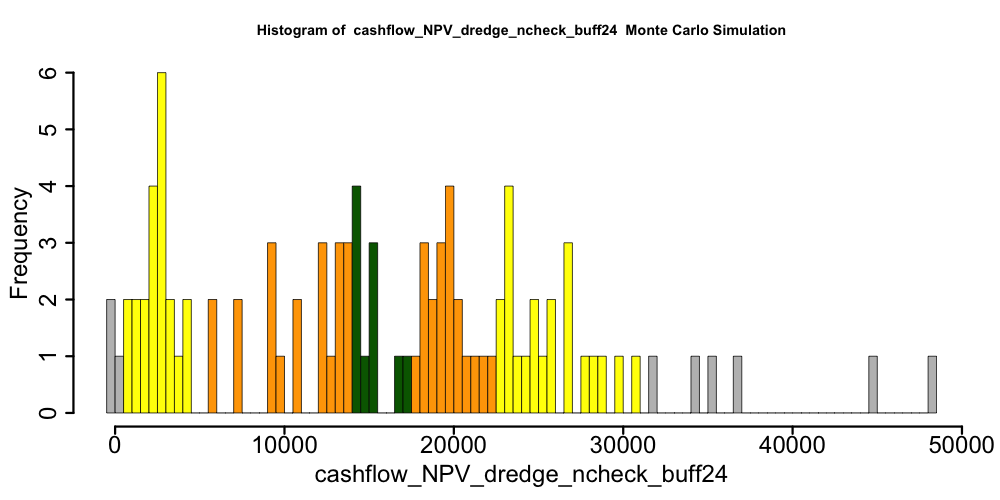 Histogram of  cashflow_NPV_dredge_ncheck_buff24  Monte Carlo Simulation
6
5
4
3
2
1
0
Frequency
0 10000 20000 30000 40000 50000
cashflow_NPV_dredge_ncheck_buff24